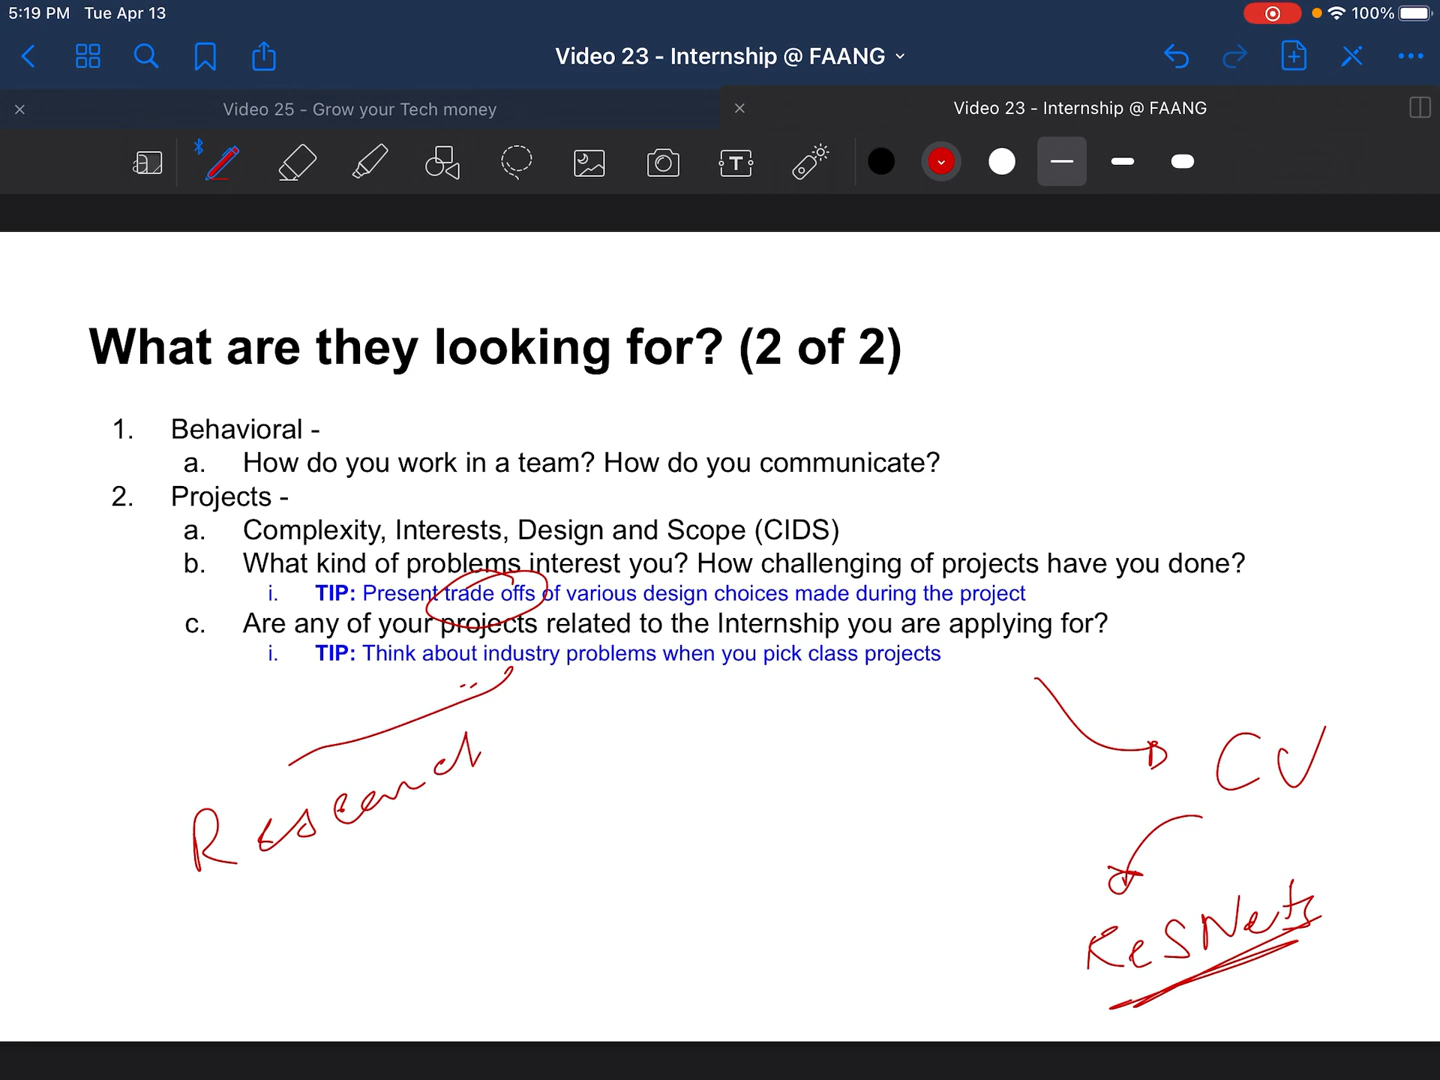 5:19 PM Tue Apr 13 100%
Video 23 - Internship @ FAANG
Video 25 - Grow your Tech money Video 23 - Internship @ FAANG
What are they looking for? (2 of 2)
1. Behavioral -
a. How do you work in a team? How do you communicate?
2. Projects -
a. Complexity, Interests, Design and Scope (CIDS)
b. What kind of problems interest you? How challenging of projects have you done?
i. TIP: Present trade offs of various design choices made during the project
c. Are any of your projects related to the Internship you are applying for?
i. TIP: Think about industry problems when you pick class projects
CV
Research
ResNets